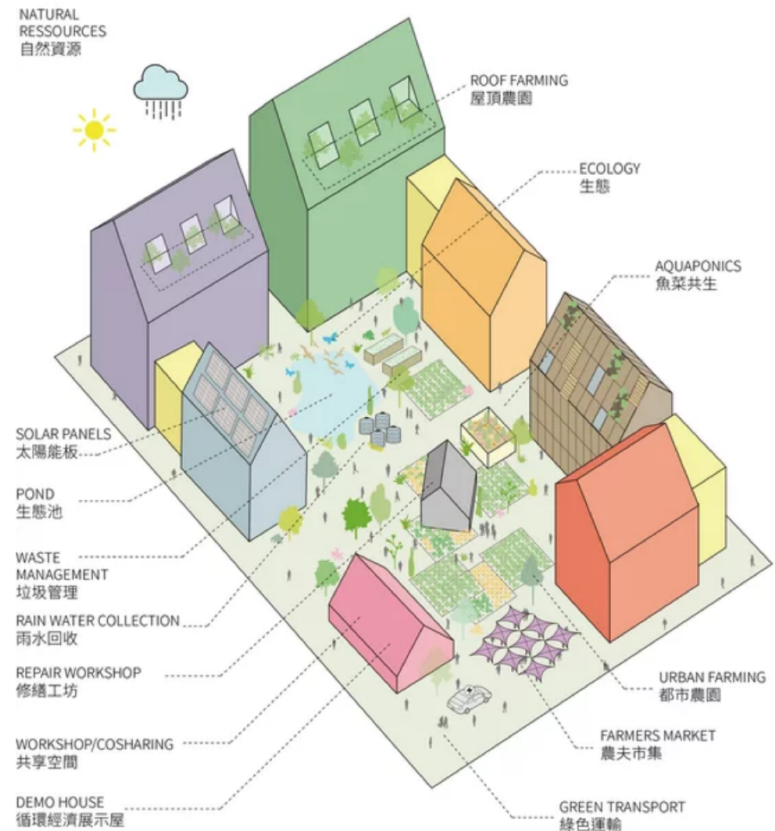 NATURAL
RESSOURCES
自然資源
ROOF FARMING
屋頂農園
ECOLOGY
生態
AQUAPONICS
魚菜共生
SOLAR PANELS
太陽能板
POND
生態池
WASTE
MANAGEMENT
垃圾管理
RAIN WATER COLLECTION
雨水回收
REPAIR WORKSHOP
修繕工坊
WORKSHOP/COSHARING
共享空間
DEMO HOUSE
循環經濟展示屋
URBAN FARMING
都市農園
FARMERS MARKET
農夫市集
GREEN TRANSPORT
綠色運輸